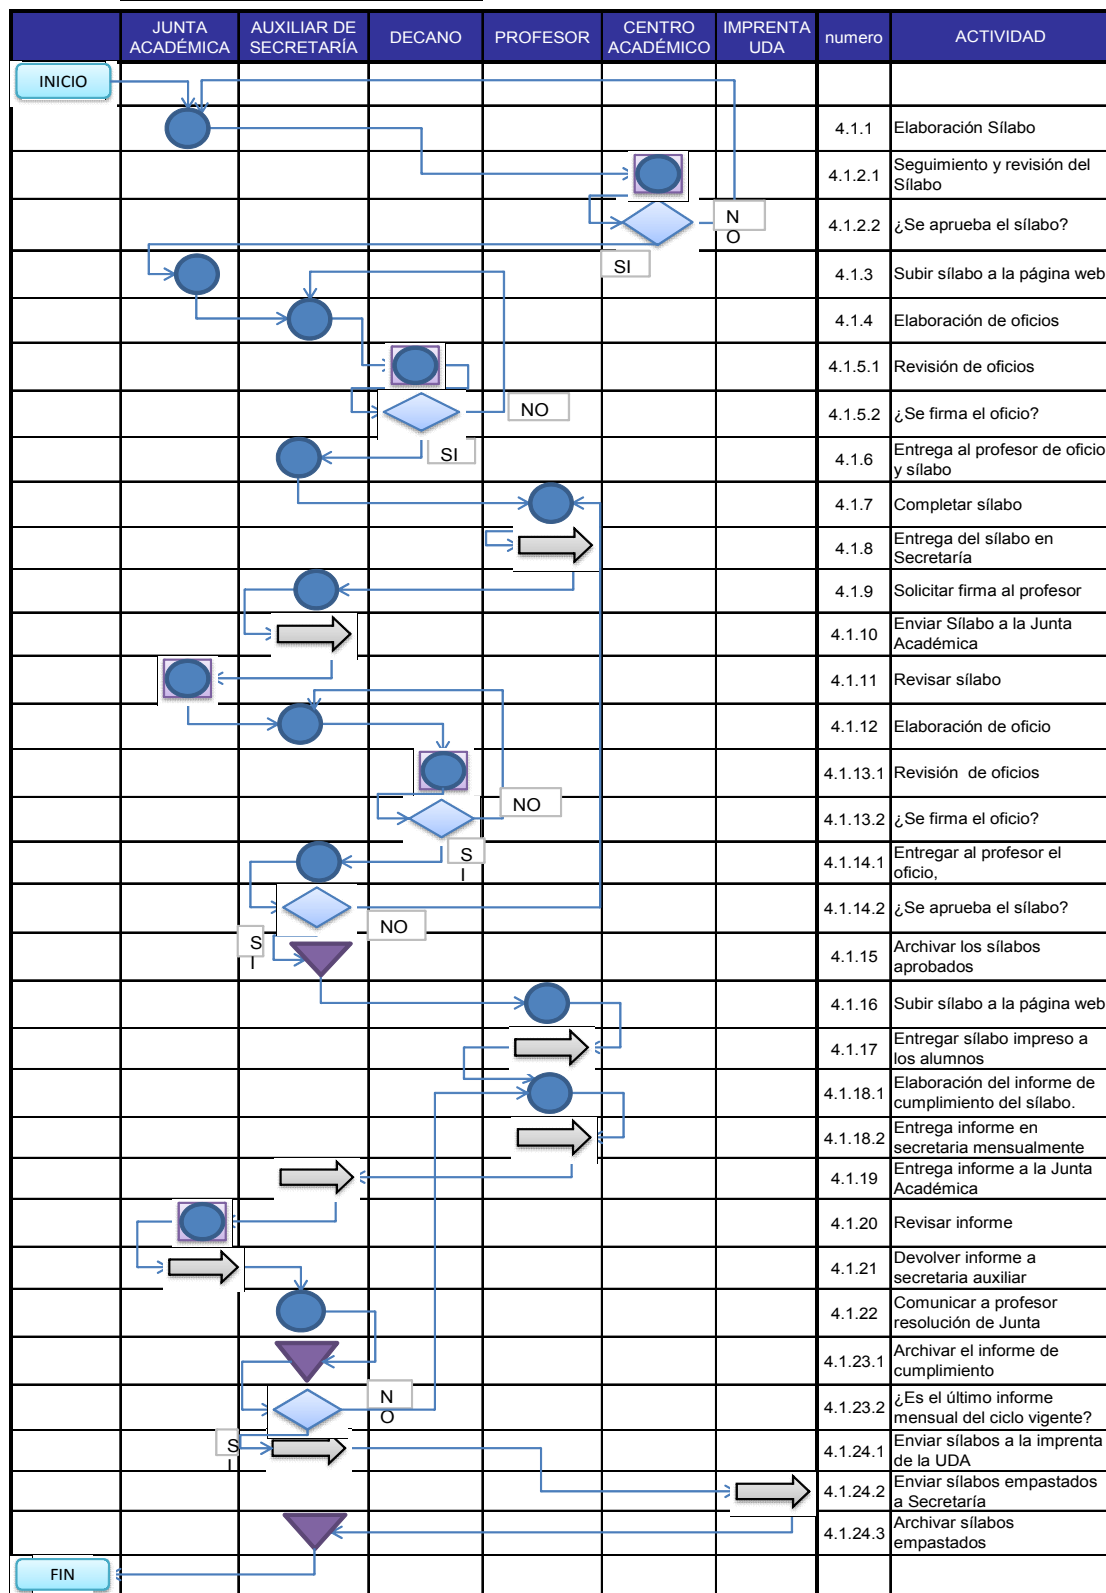 JUNTA
ACADÉMICA
AUXILIAR DE
SECRETARÍA
DECANO
PROFESOR
CENTRO
ACADÉMICO
IMPRENTA
UDA
numero
ACTIVIDAD
INICIO
4.1.1
Elaboración Sílabo
4.1.2.1
Seguimiento y revisión del
Sílabo
N
O
4.1.2.2
¿Se aprueba el sílabo?
SI
4.1.3
Subir sílabo a la página web
4.1.4
Elaboración de oficios
4.1.5.1
Revisión de oficios
NO
4.1.5.2
¿Se firma el oficio?
SI
4.1.6
Entrega al profesor de oficio
y sílabo
4.1.7
Completar sílabo
4.1.8
Entrega del sílabo en
Secretaría
4.1.9
Solicitar firma al profesor
4.1.10
Enviar Sílabo a la Junta
Académica
4.1.11
Revisar sílabo
4.1.12
Elaboración de oficio
4.1.13.1
Revisión  de oficios
NO
4.1.13.2
¿Se firma el oficio?
S
I
4.1.14.1
Entregar al profesor el
oficio,
4.1.14.2
¿Se aprueba el sílabo?
NO
S
I
4.1.15
Archivar los sílabos
aprobados
4.1.16
Subir sílabo a la página web
4.1.17
Entregar sílabo impreso a
los alumnos
4.1.18.1
Elaboración del informe de
cumplimiento del sílabo.
4.1.18.2
Entrega informe en
secretaria mensualmente
4.1.19
Entrega informe a la Junta
Académica
4.1.20
Revisar informe
4.1.21
Devolver informe a
secretaria auxiliar
4.1.22
Comunicar a profesor
resolución de Junta
4.1.23.1
Archivar el informe de
cumplimiento
N
O
4.1.23.2
¿Es el último informe
mensual del ciclo vigente?
S
I
4.1.24.1
Enviar sílabos a la imprenta
de la UDA
4.1.24.2
Enviar sílabos empastados
a Secretaría
4.1.24.3
Archivar sílabos
empastados
FIN